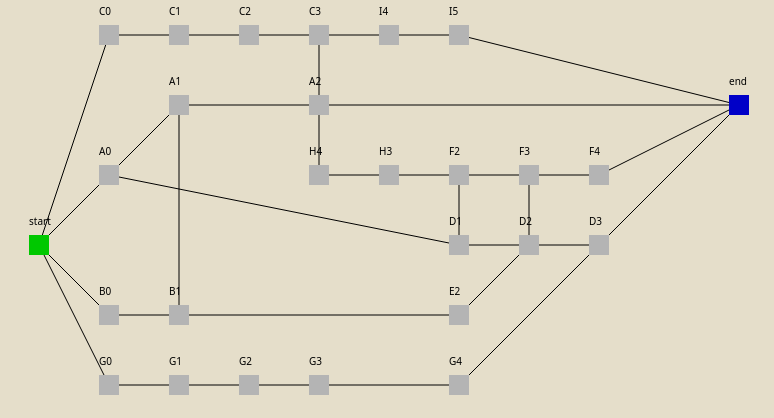 C0 C1 C2 C3 I4 I5
A1 A2 end
A0 H4 H3 F2 F3 F4
start D1 D2 D3
B0 B1 E2
G0 G1 G2 G3 G4